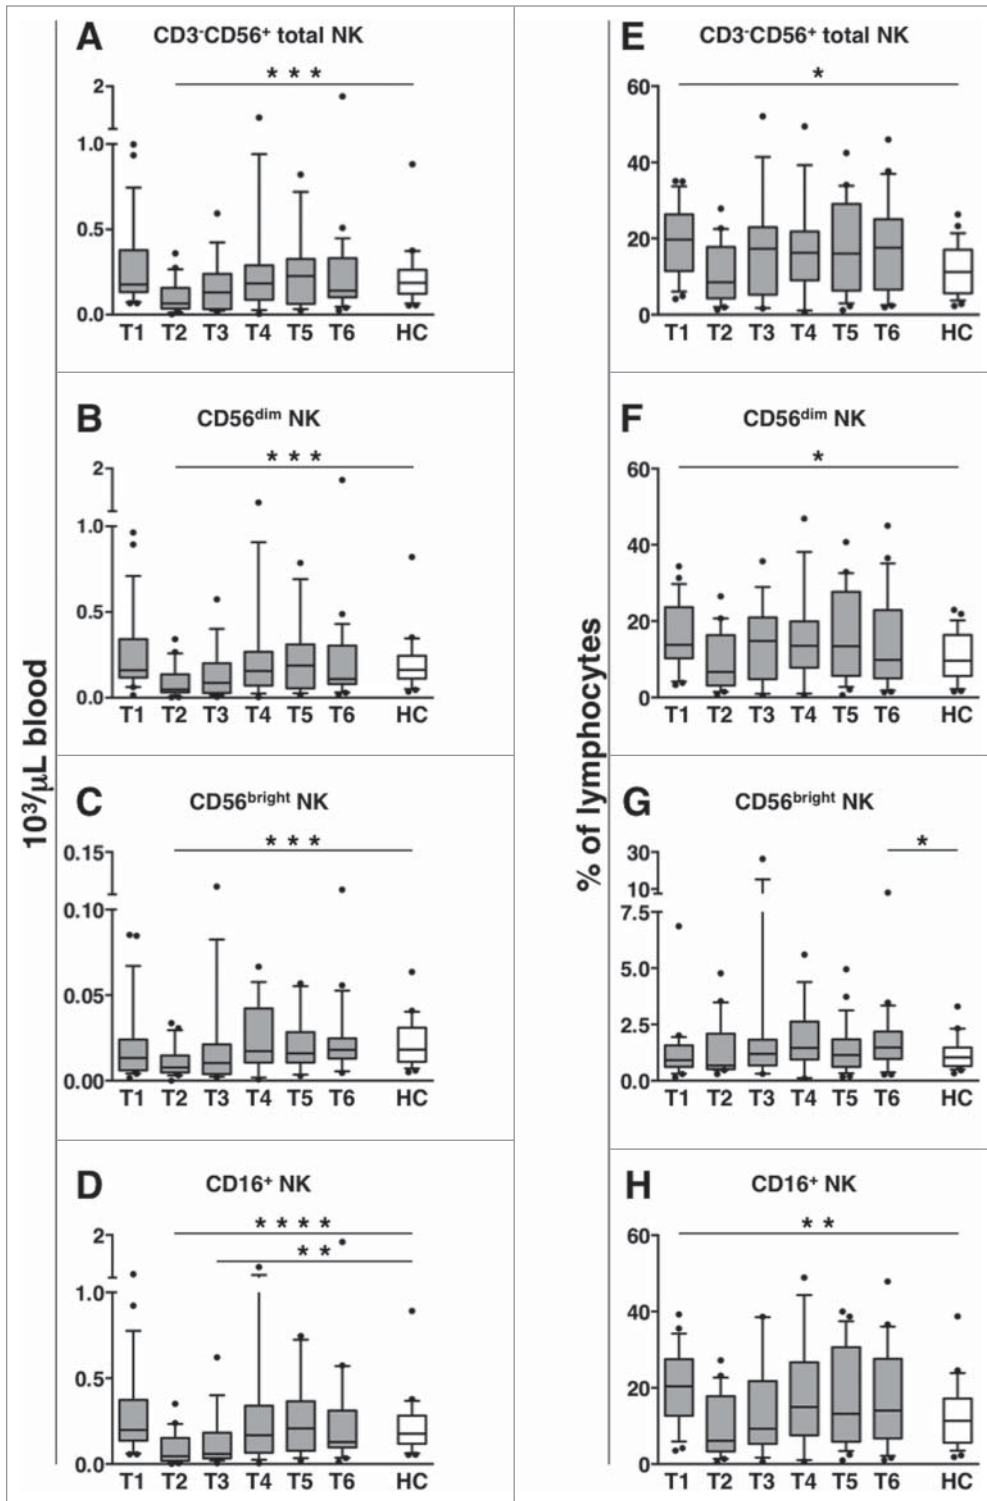 A CD3-CD56+ total NK
* * *
2
1.0
0.5
0.0
T1 T2 T3 T4 T5 T6 HC
B CD56dim NK
* * *
2
1.0
0.5
0.0
T1 T2 T3 T4 T5 T6 HC
C CD56bright NK
* * *
0.15
0.10
0.05
0.00
T1 T2 T3 T4 T5 T6 HC
D CD16+ NK
* * * *
* *
2
1.0
0.5
0.0
T1 T2 T3 T4 T5 T6 HC
10³/µL blood
E CD3-CD56+ total NK
*
60
40
20
0
T1 T2 T3 T4 T5 T6 HC
F CD56dim NK
*
60
40
20
0
T1 T2 T3 T4 T5 T6 HC
G CD56bright NK
*
30
10
7.5
5.0
2.5
0.0
T1 T2 T3 T4 T5 T6 HC
H CD16+ NK
* *
60
40
20
0
T1 T2 T3 T4 T5 T6 HC
% of lymphocytes